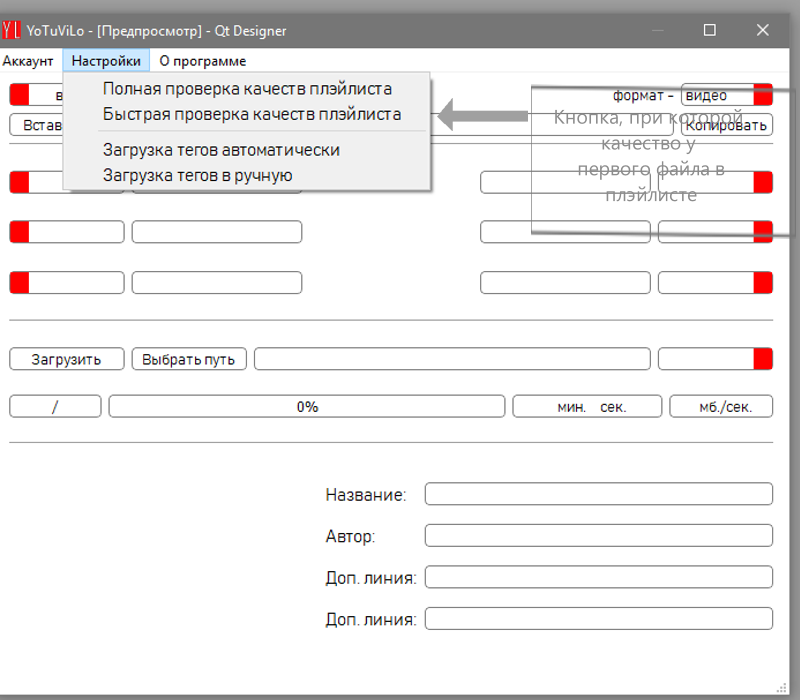 YL YoTuViLo - [Предпросмотр] - Qt Designer
Аккаунт Настройки О программе
Полная проверка качеств плэйлиста
Быстрая проверка качеств плэйлиста
Загрузка тегов автоматически
Загрузка тегов в ручную
в формат - видео
Встав Копировать
Кнопка, при которой
качество у
первого файла в
плэйлисте
Загрузить Выбрать путь
/ 0% мин. сек. мб./сек.
Название:
Автор:
Доп. линия:
Доп. линия: